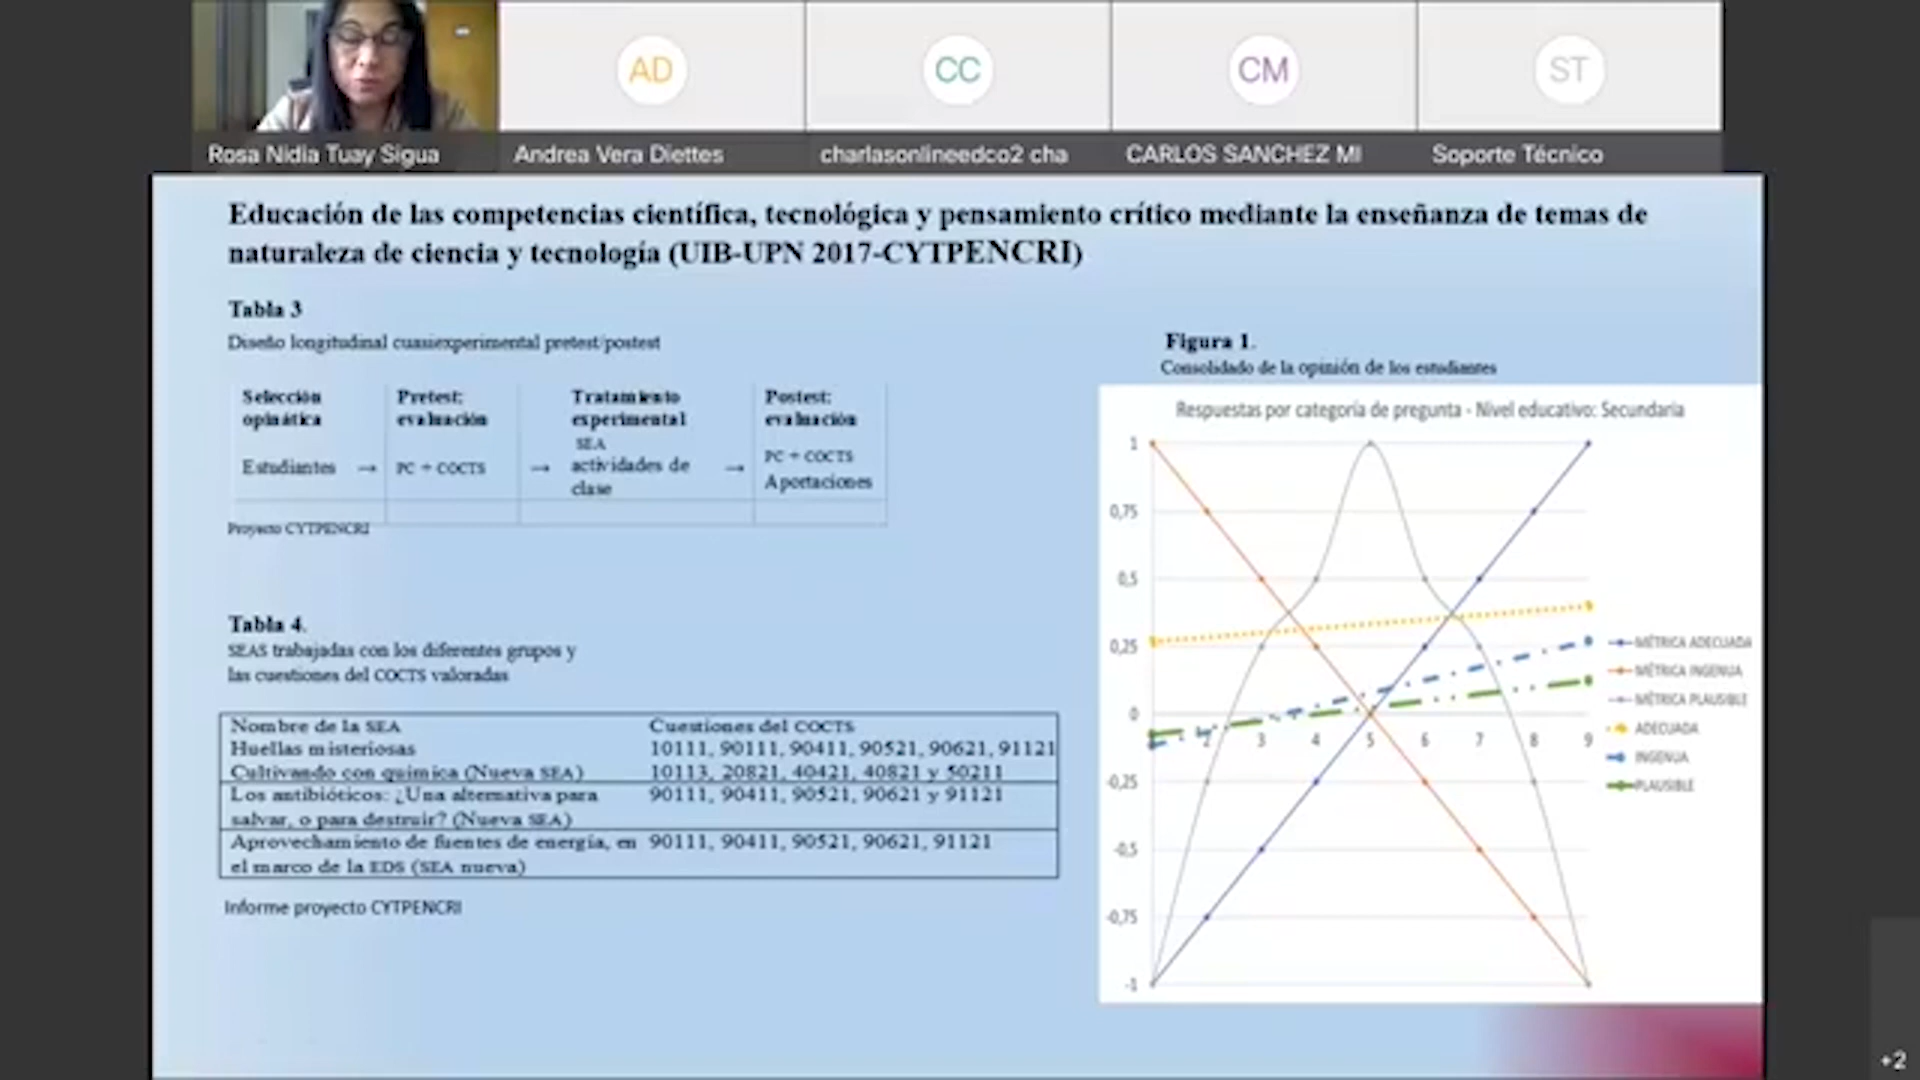 AD
CC
CM
ST
Rosa Nidia Tuay Sigua
Andrea Vera Diettes
charlasonlineedco2 cha
CARLOS SANCHEZ MI
Soporte Técnico
Educación de las competencias científica, tecnológica y pensamiento crítico mediante la enseñanza de temas de
naturaleza de ciencia y tecnología (UIB-UPN 2017-CYTPENCRI)
Tabla 3
Diseño longitudinal cuasiexperimental pretest/postest
Selección
opinática
Pretest:
evaluación
Tratamiento
experimental
Postest:
evaluación
Estudiantes →
PC + COCTS
→
SEA
actividades de
clase
→
PC + COCTS
Aportaciones
Proyecto CYTPENCRI
Tabla 4.
SEAS trabajadas con los diferentes grupos y
las cuestiones del COCTS valoradas
Nombre de la SEA Cuestiones del COCTS
Huellas misteriosas 10111, 90111, 90411, 90521, 90621, 91121
Cultivando con química (Nueva SEA) 10113, 20821, 40421, 40821 y 50211
Los antibióticos: ¿Una alternativa para 90111, 90411, 90521, 90621 y 91121
salvar, o para destruir? (Nueva SEA)
Aprovechamiento de fuentes de energía, en 90111, 90411, 90521, 90621, 91121
el marco de la EDS (SEA nueva)
Informe proyecto CYTPENCRI
Figura 1.
Consolidado de la opinión de los estudiantes
Respuestas por categoría de pregunta - Nivel educativo: Secundaria
1
0,75
0,5
0,25
0
-0,25
-0,5
-0,75
-1
2 3 4 5 6 7 8 9
MÉTRICA ADECUADA
MÉTRICA INGENUA
MÉTRICA PLAUSIBLE
ADECUADA
INGENUA
PLAUSIBLE
+2